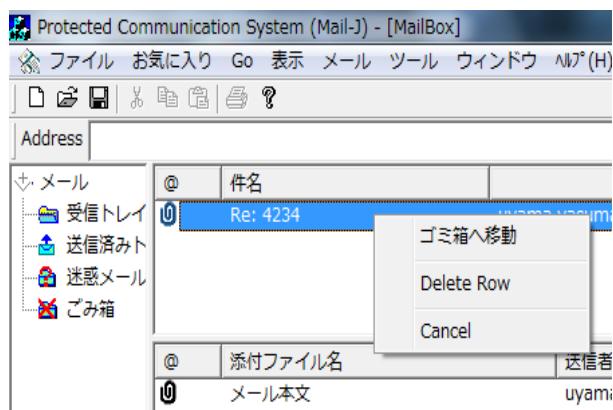 Protected Communication System (Mail-J) - [MailBox]
ファイル お気に入り Go 表示 メール ツール ウィンドウ ﾍﾙﾌﾟ(H)
Address
メール
受信トレイ
送信済みト
迷惑メール
ごみ箱
@ 件名
Re: 4234
ゴミ箱へ移動
Delete Row
Cancel
@ 添付ファイル名 送信者
メール本文 uyama